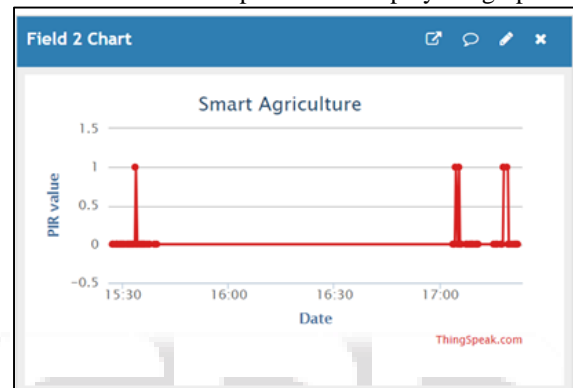 Field 2 Chart
Smart Agriculture
1.5
1
0.5
0
-0.5
PIR value
15:30 16:00 16:30 17:00
Date
ThingSpeak.com